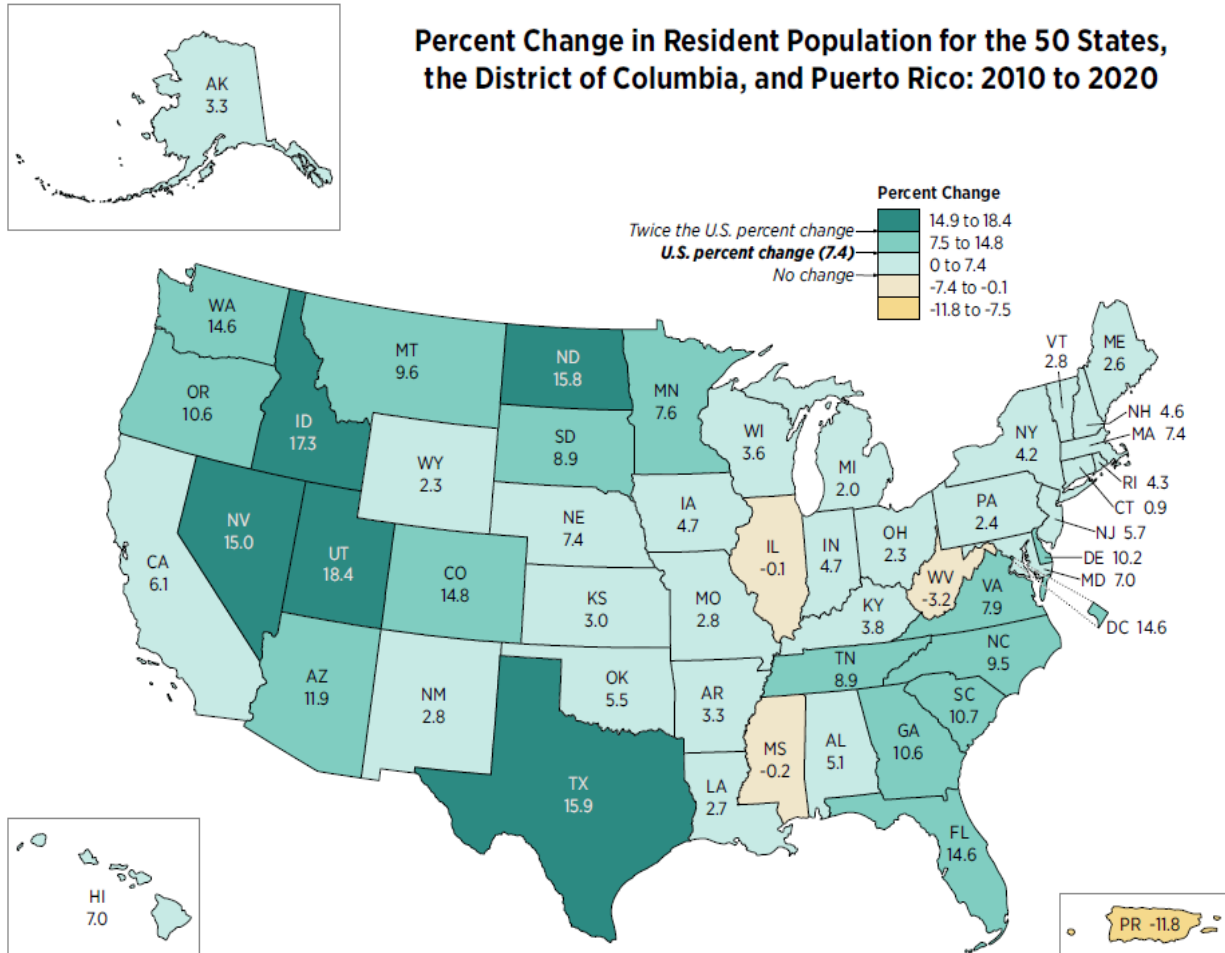 Percent Change in Resident Population for the 50 States,
the District of Columbia, and Puerto Rico: 2010 to 2020
AK
3.3
Percent Change
Twice the U.S. percent change
U.S. percent change (7.4)
No change
14.9 to 18.4
7.5 to 14.8
0 to 7.4
-7.4 to -0.1
-11.8 to -7.5
WA
14.6
MT
9.6
ND
15.8
MN
7.6
VT
2.8
ME
2.6
OR
10.6
ID
17.3
SD
8.9
WI
3.6
NH 4.6
MA 7.4
NY
4.2
WY
2.3
MI
2.0
RI 4.3
CT 0.9
NJ 5.7
DE 10.2
MD 7.0
DC 14.6
PA
2.4
IA
4.7
NE
7.4
NV
15.0
UT
18.4
CA
6.1
CO
14.8
IL
-0.1
IN
4.7
OH
2.3
WV
-3.2
VA
7.9
KS
3.0
MO
2.8
KY
3.8
NC
9.5
TN
8.9
AZ
11.9
NM
2.8
OK
5.5
AR
3.3
SC
10.7
MS
-0.2
AL
5.1
GA
10.6
TX
15.9
LA
2.7
FL
14.6
HI
7.0
PR -11.8